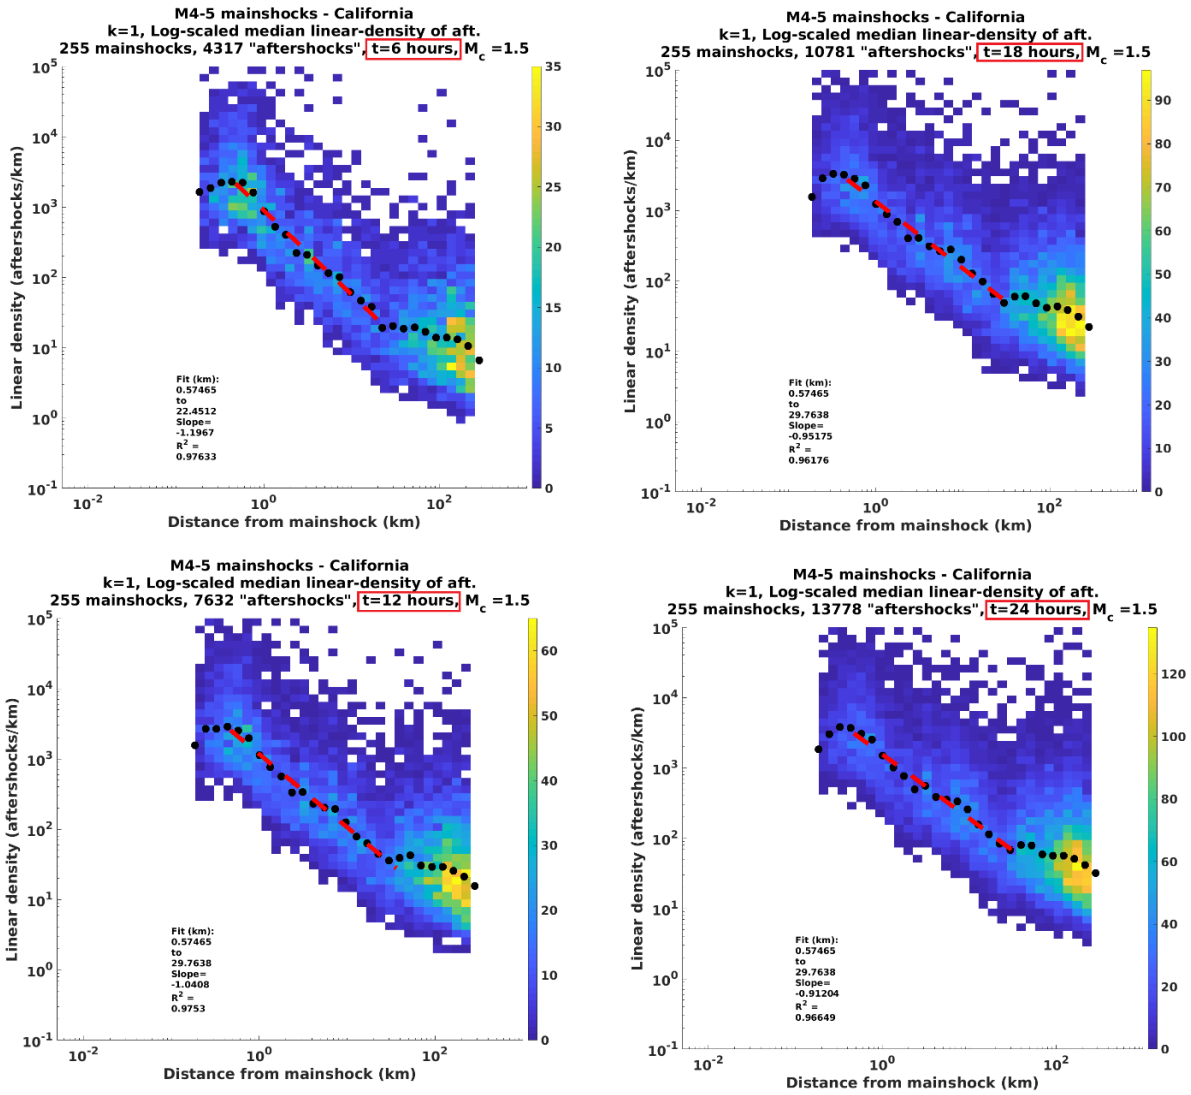 M4-5 mainshocks - California
k=1, Log-scaled median linear-density of aft.
255 mainshocks, 4317 "aftershocks", t=6 hours, Mc =1.5
10^5
10^4
10^3
10^2
10^1
10^0
10^-1
Linear density (aftershocks/km)
Fit (km):
0.57465
to
22.4512
Slope=
-1.1967
R^2 =
0.97633
10^-2
10^0
10^2
Distance from mainshock (km)
35
30
25
20
15
10
5
0
M4-5 mainshocks - California
k=1, Log-scaled median linear-density of aft.
255 mainshocks, 10781 "aftershocks", t=18 hours, Mc =1.5
10^5
10^4
10^3
10^2
10^1
10^0
10^-1
Linear density (aftershocks/km)
Fit (km):
0.57465
to
29.7638
Slope=
-0.95175
R^2 =
0.96176
10^-2
10^0
10^2
Distance from mainshock (km)
90
80
70
60
50
40
30
20
10
0
M4-5 mainshocks - California
k=1, Log-scaled median linear-density of aft.
255 mainshocks, 7632 "aftershocks", t=12 hours, Mc =1.5
10^5
10^4
10^3
10^2
10^1
10^0
10^-1
Linear density (aftershocks/km)
Fit (km):
0.57465
to
29.7638
Slope=
-1.0408
R^2 =
0.9753
10^-2
10^0
10^2
Distance from mainshock (km)
60
50
40
30
20
10
0
M4-5 mainshocks - California
k=1, Log-scaled median linear-density of aft.
255 mainshocks, 13778 "aftershocks", t=24 hours, Mc =1.5
10^5
10^4
10^3
10^2
10^1
10^0
10^-1
Linear density (aftershocks/km)
Fit (km):
0.57465
to
29.7638
Slope=
-0.91204
R^2 =
0.96649
10^-2
10^0
10^2
Distance from mainshock (km)
120
100
80
60
40
20
0